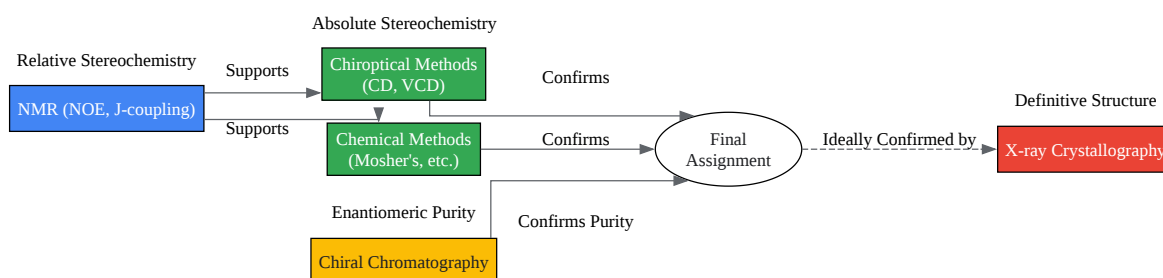 Absolute Stereochemistry
Relative Stereochemistry
Supports
Chiroptical Methods
(CD, VCD)
Confirms
NMR (NOE, J-coupling)
Supports
Chemical Methods
(Mosher's, etc.)
Confirms
Final
Assignment
Ideally Confirmed by
Definitive Structure
X-ray Crystallography
Enantiomeric Purity
Confirms Purity
Chiral Chromatography